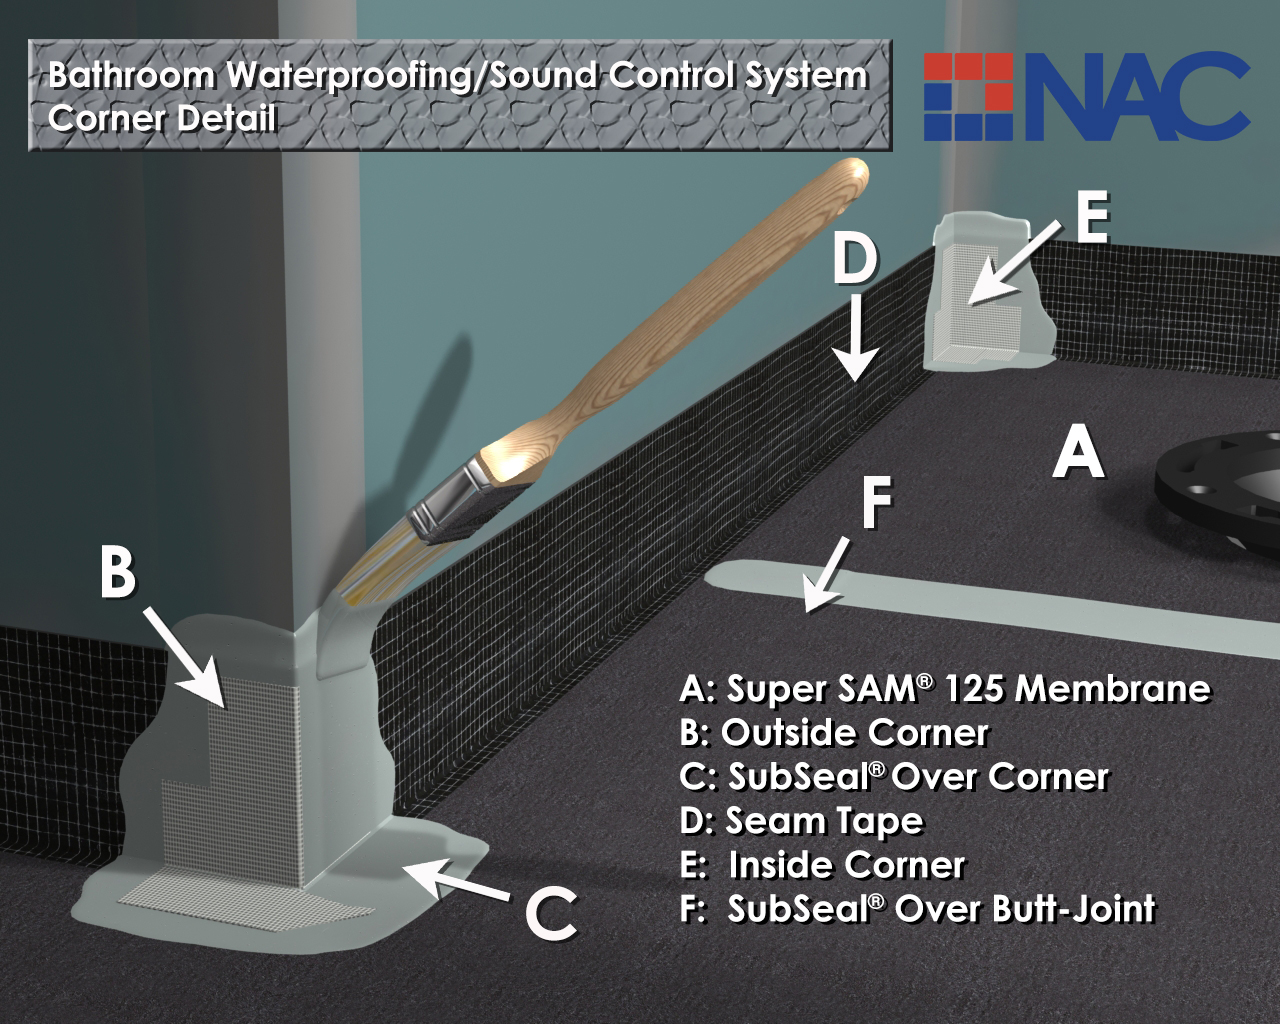 Bathroom Waterproofing/Sound Control System
Corner Detail
NAC
E
D
A
F
B
C
A: Super SAM® 125 Membrane
B: Outside Corner
C: SubSeal® Over Corner
D: Seam Tape
E: Inside Corner
F: SubSeal® Over Butt-Joint